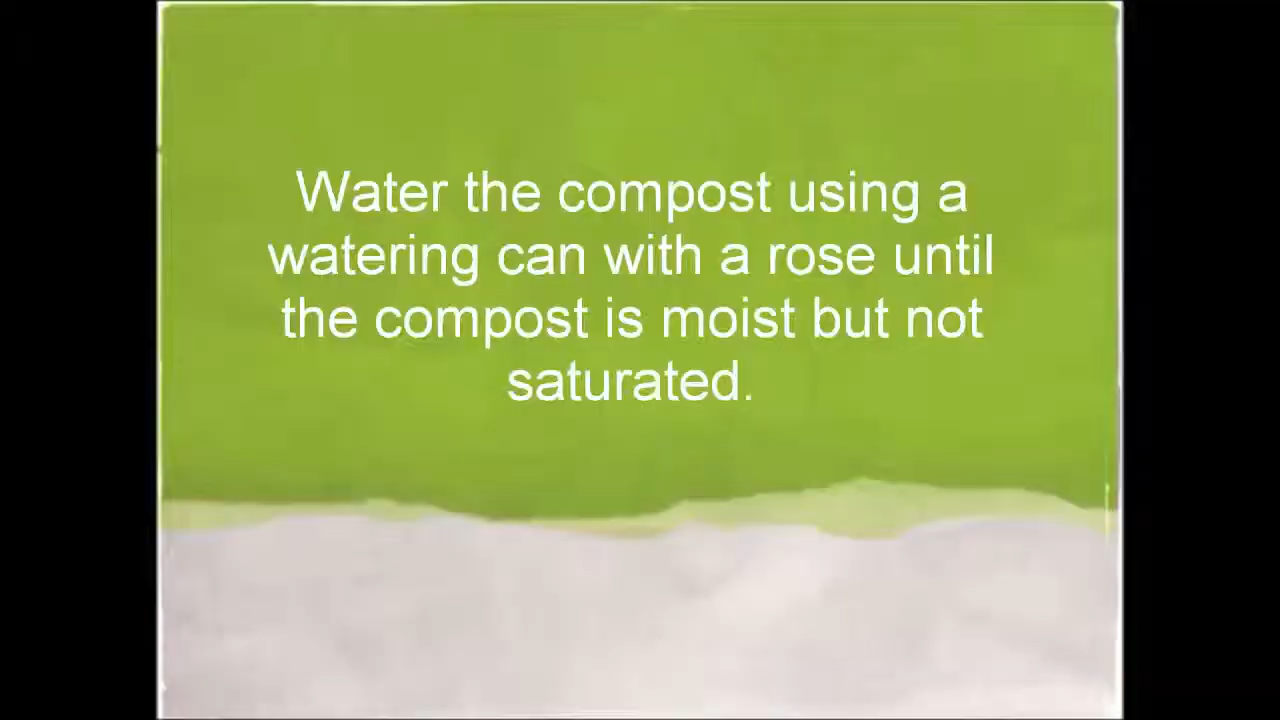 Water the compost using a
watering can with a rose until
the compost is moist but not
saturated.